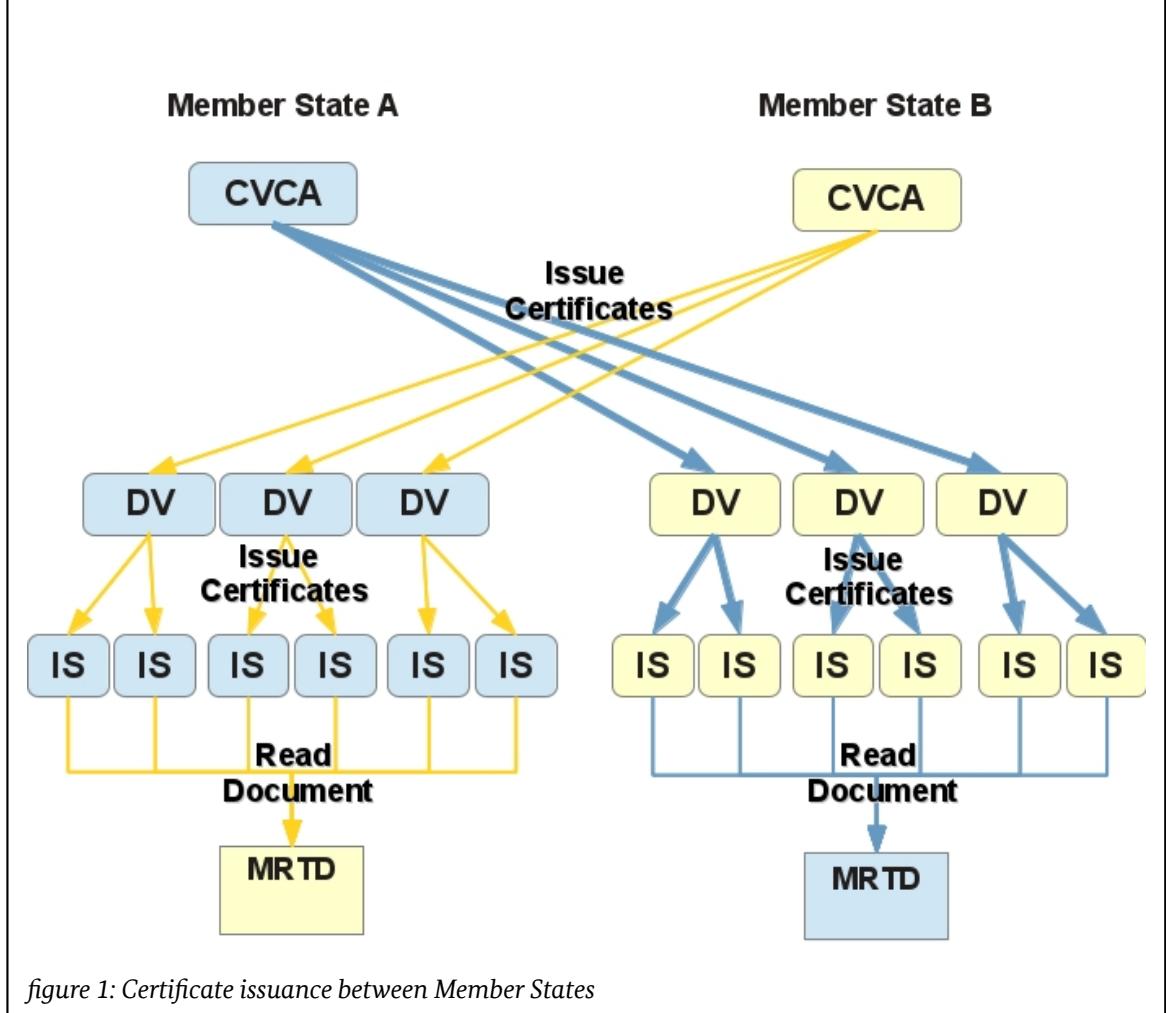 Member State A
Member State B
CVCA
CVCA
Issue
Certificates
DV DV DV
DV DV DV
Issue
Certificates
Issue
Certificates
IS IS IS IS IS IS
IS IS IS IS IS IS
Read
Document
Read
Document
MRTD
MRTD
figure 1: Certificate issuance between Member States